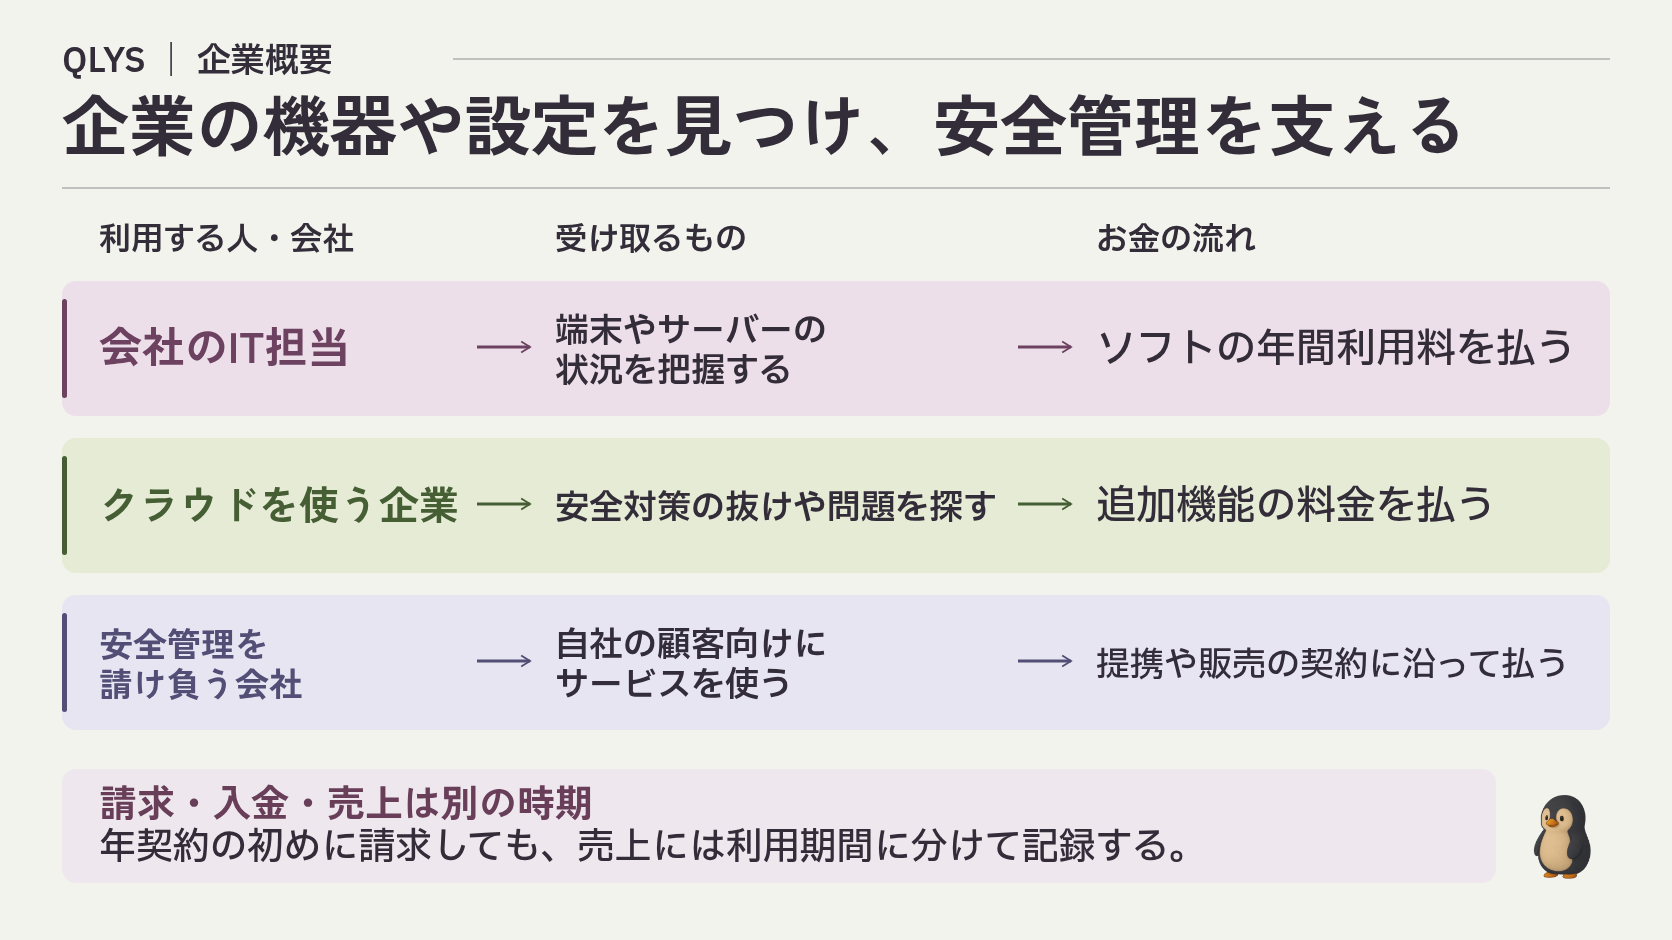 QLYS | 企業概要
企業の機器や設定を見つけ、安全管理を支える
利用する人・会社 受け取るもの お金の流れ
会社のIT担当
端末やサーバーの
状況を把握する
ソフトの年間利用料を払う
クラウドを使う企業
安全対策の抜けや問題を探す
追加機能の料金を払う
安全管理を
請け負う会社
自社の顧客向けに
サービスを使う
提携や販売の契約に沿って払う
請求・入金・売上は別の時期
年契約の初めに請求しても、売上には利用期間に分けて記録する。